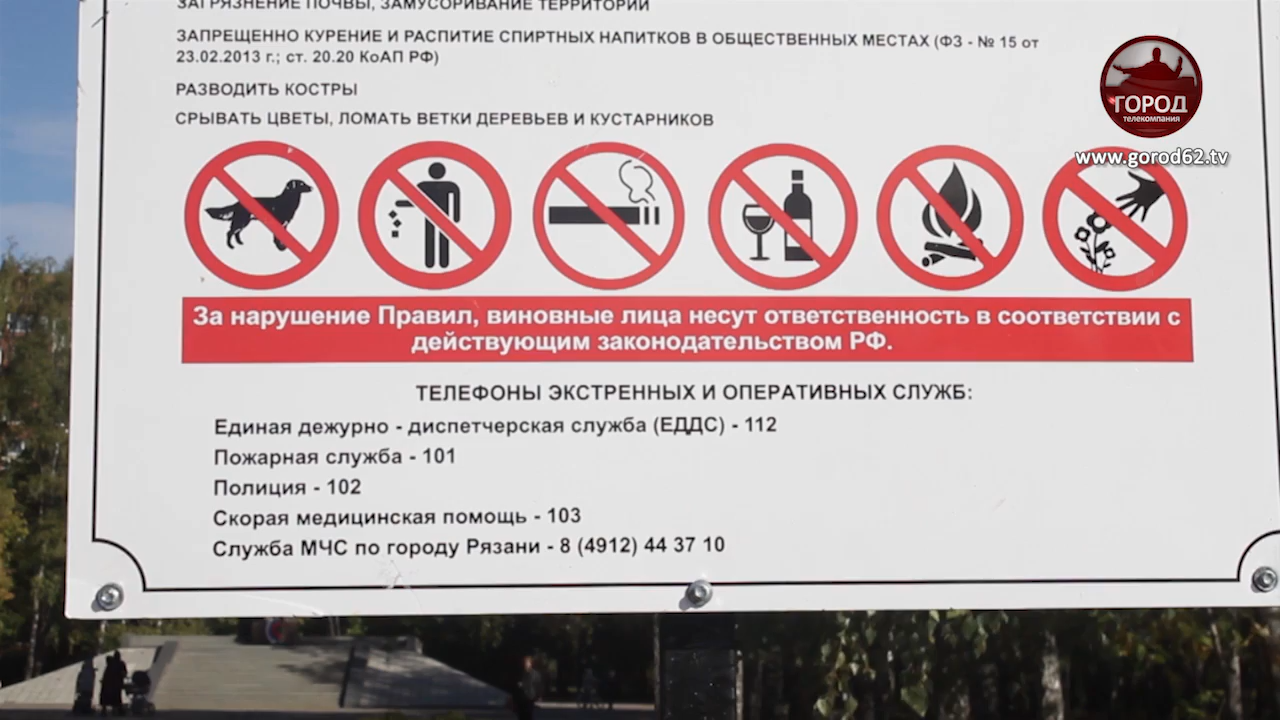 ЗАГРЯЗНЕНИЕ ПОЧВЫ, ЗАМУСОРИВАНИЕ ТЕРРИТОРИИ
ЗАПРЕЩЕННО КУРЕНИЕ И РАСПИТИЕ СПИРТНЫХ НАПИТКОВ В ОБЩЕСТВЕННЫХ МЕСТАХ (ФЗ - № 15 от
23.02.2013 г.; ст. 20.20 КоАП РФ)
РАЗВОДИТЬ КОСТРЫ
СРЫВАТЬ ЦВЕТЫ, ЛОМАТЬ ВЕТКИ ДЕРЕВЬЕВ И КУСТАРНИКОВ
ГОРОД
телекомпания
www.gorod62.tv
За нарушение Правил, виновные лица несут ответственность в соответствии с
действующим законодательством РФ.
ТЕЛЕФОНЫ ЭКСТРЕННЫХ И ОПЕРАТИВНЫХ СЛУЖБ:
Единая дежурно - диспетчерская служба (ЕДДС) - 112
Пожарная служба - 101
Полиция - 102
Скорая медицинская помощь - 103
Служба МЧС по городу Рязани - 8 (4912) 44 37 10